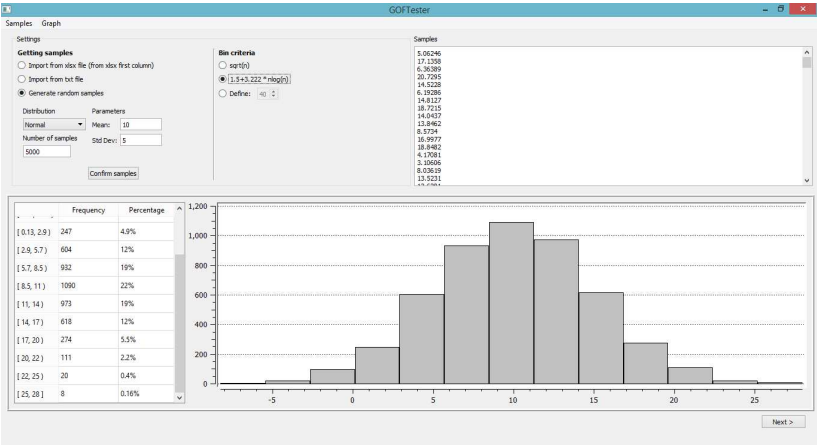 GOFTester
Samples Graph
Settings
Getting samples
Import from xlsx file (from xlsx first column)
Import from txt file
Generate random samples
Distribution Parameters
Normal Mean: 10
Number of samples Std Dev: 5
5000
Confirm samples
Bin criteria
sqrt(n)
1.5+3.222 * nlog(n)
Define: 40
Samples
5.06246
17.1358
6.36389
20.7295
14.5228
6.19286
14.8127
18.7215
14.0437
13.8462
8.5734
16.9977
18.8482
4.17081
3.10606
8.03619
13.5231
Frequency Percentage
[ 0.13, 2.9 ) 247 4.9%
[ 2.9, 5.7 ) 604 12%
[ 5.7, 8.5 ) 932 19%
[ 8.5, 11 ) 1090 22%
[ 11, 14 ) 973 19%
[ 14, 17 ) 618 12%
[ 17, 20 ) 274 5.5%
[ 20, 22 ) 111 2.2%
[ 22, 25 ) 20 0.4%
[ 25, 28 ] 8 0.16%
1,200
1,000
800
600
400
200
0
-5 0 5 10 15 20 25
Next >